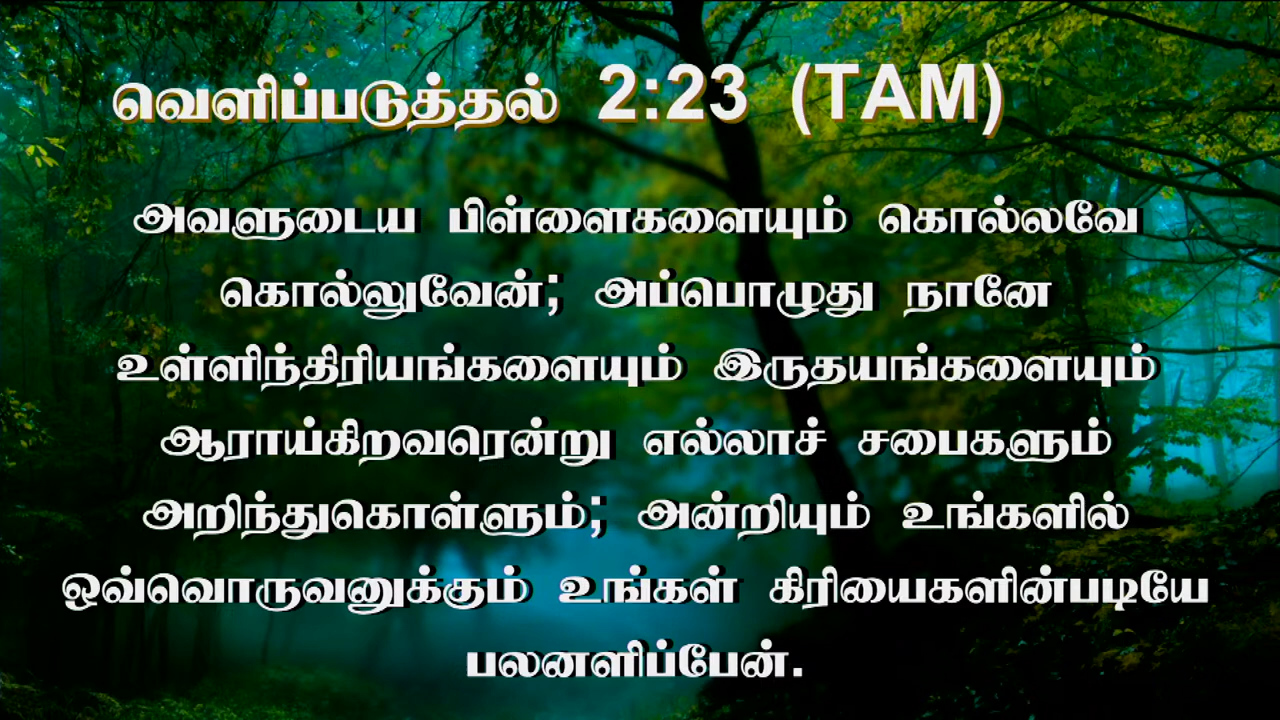 வெளிப்படுத்தல் 2:23 (TAM)
அவளுடைய பிள்ளைகளையும் கொல்லவே
கொல்லுவேன்; அப்பொழுது நானே
உள்ளிந்திரியங்களையும் இருதயங்களையும்
ஆராய்கிறவரென்று எல்லாச் சபைகளும்
அறிந்துகொள்ளும்; அன்றியும் உங்களில்
ஒவ்வொருவனுக்கும் உங்கள் கிரியைகளின்படியே
பலனளிப்பேன்.